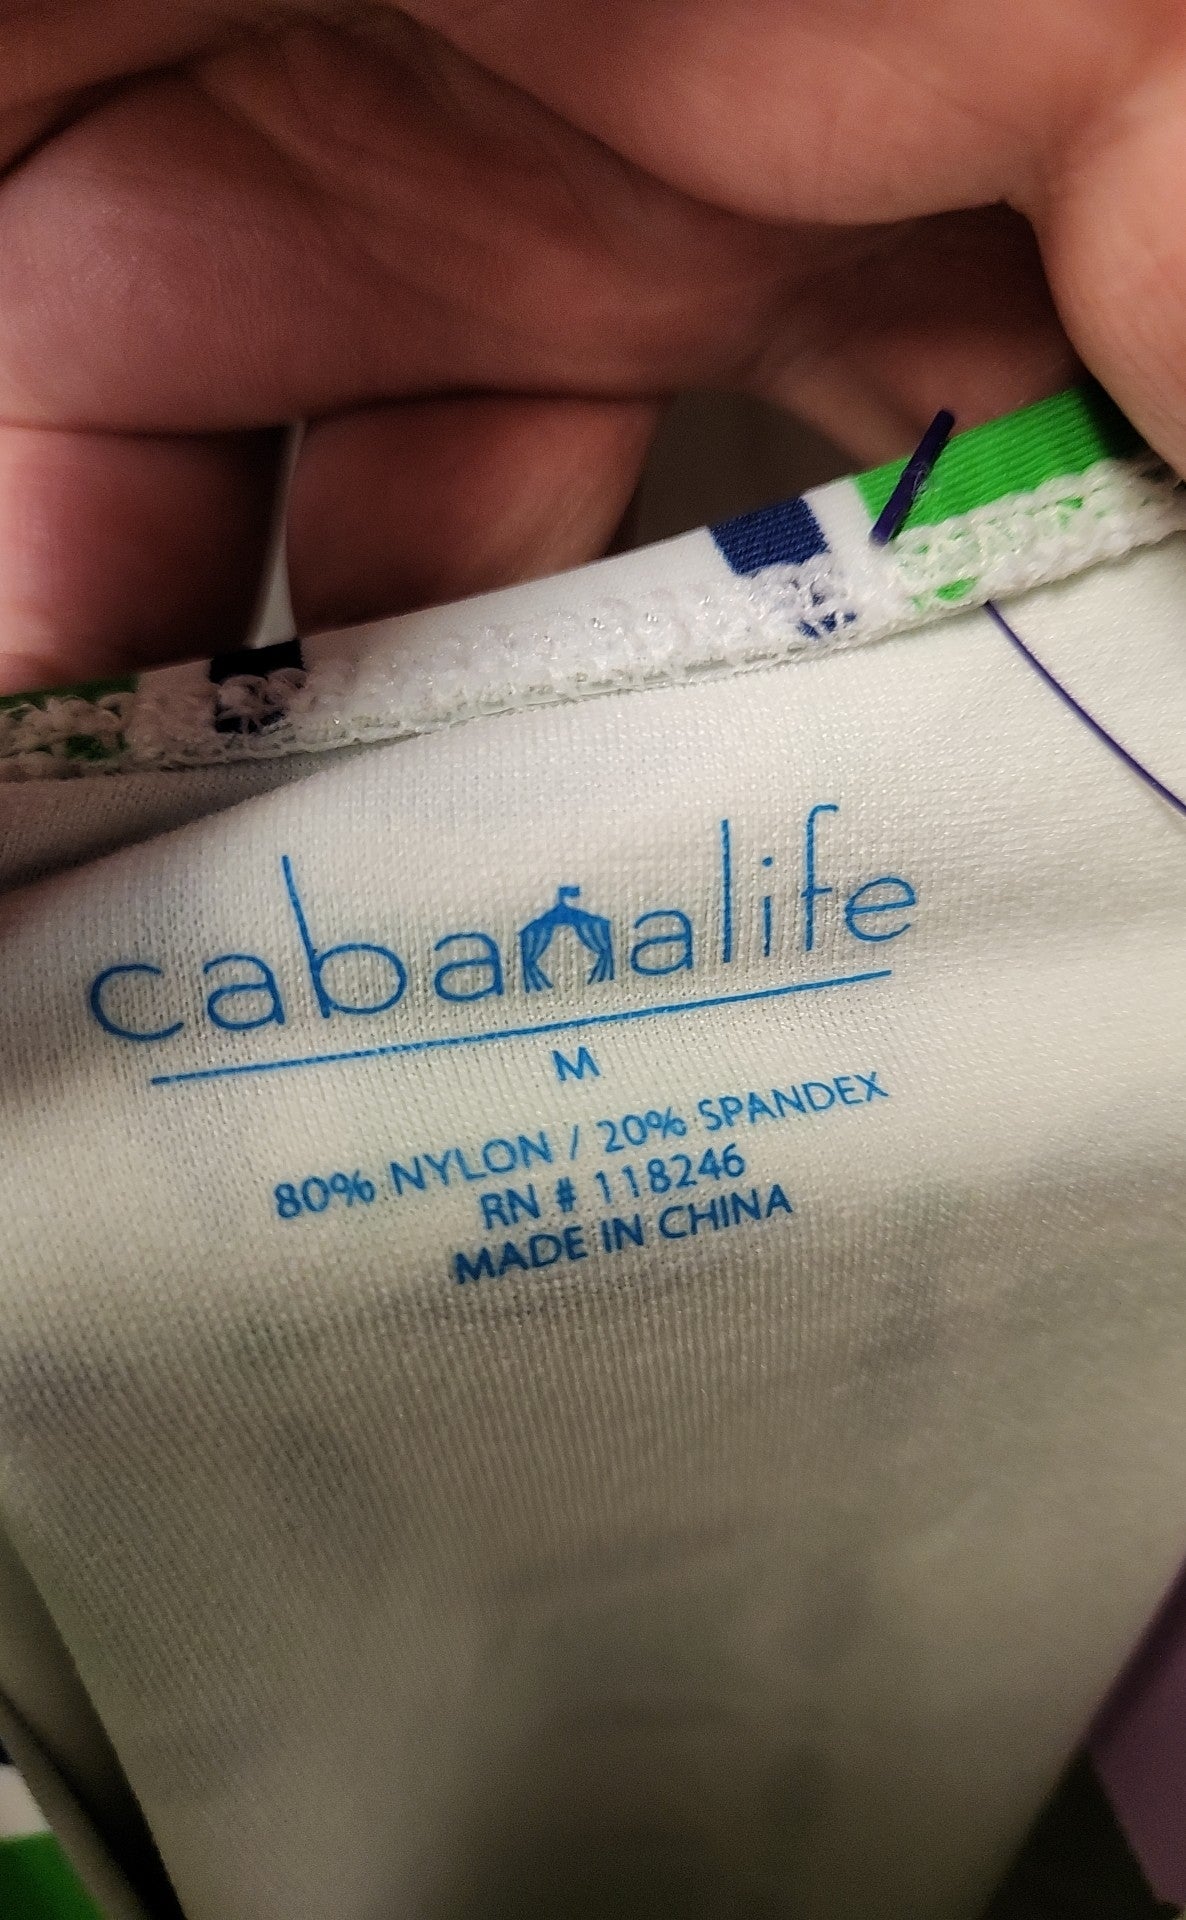 cabanalife
M
80% NYLON / 20% SPANDEX
RN # 118246
MADE IN CHINA